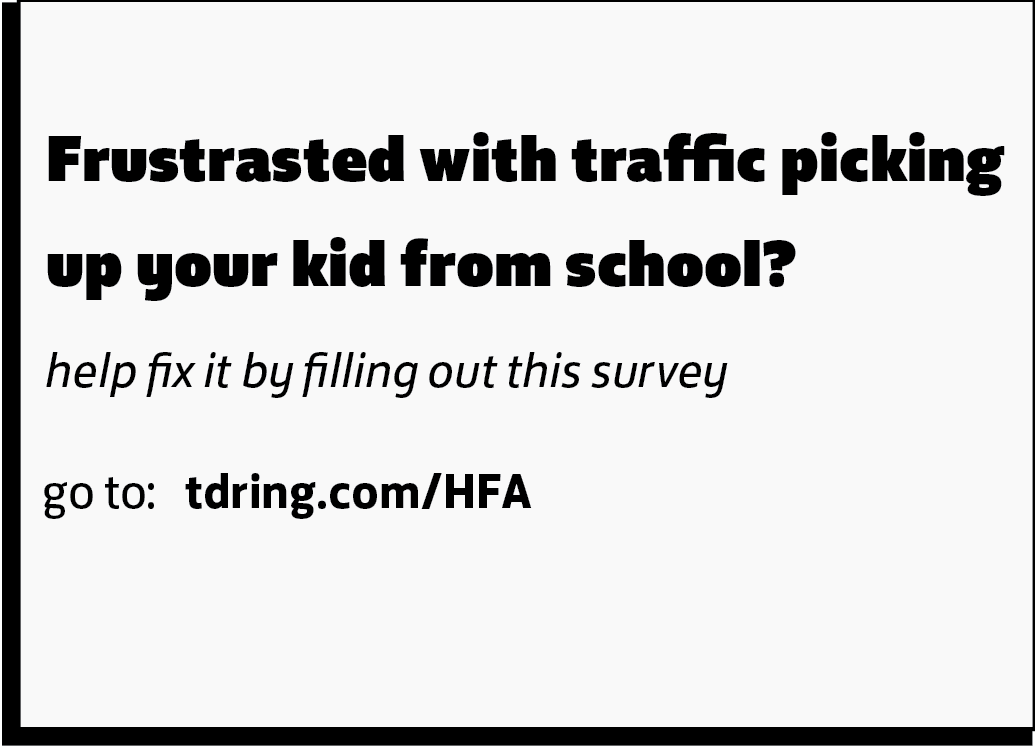 Frustrasted with traffic picking
up your kid from school?
help fix it by filling out this survey
go to: tdring.com/HFA